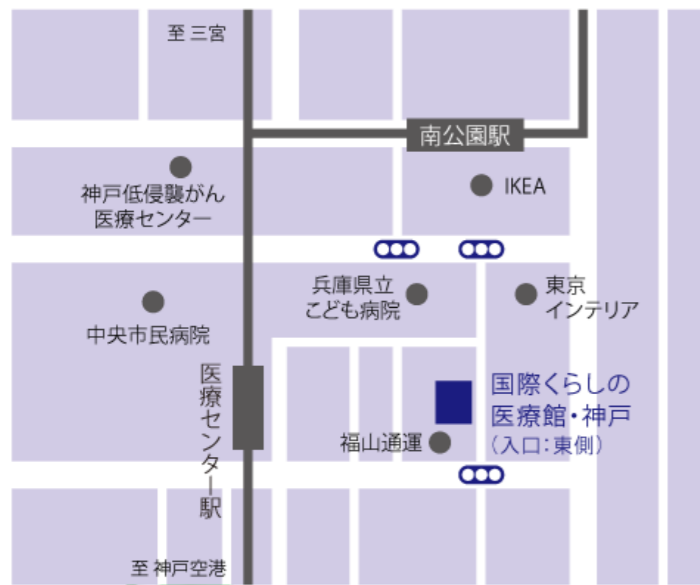 至 三宮
南公園駅
神戸低侵襲がん
医療センター
IKEA
兵庫県立
こども病院
東京
インテリア
中央市民病院
医療センター駅
国際くらしの
医療館・神戸
（入口：東側）
福山通運
至 神戸空港